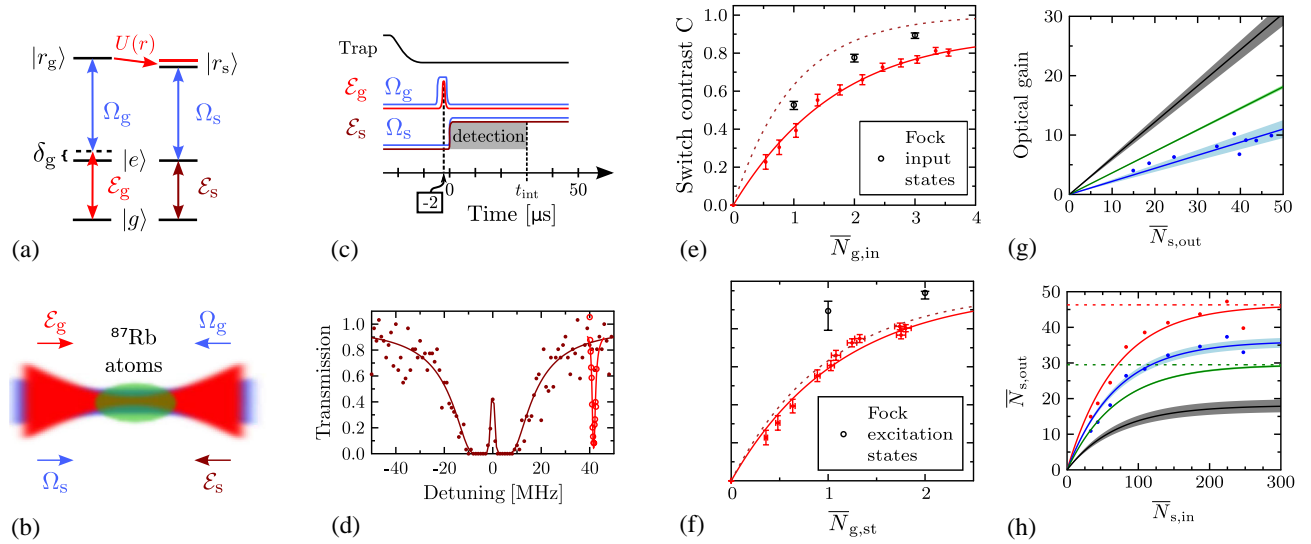 |r_g⟩
U(r)
|r_s⟩
Ω_g
Ω_s
δ_g {
|e⟩
ℰ_g
ℰ_s
|g⟩
(a)
ℰ_g
⁸⁷Rb
atoms
Ω_g
Ω_s
ℰ_s
(b)
Trap
ℰ_g Ω_g
ℰ_s Ω_s
detection
-2
0
t_int
50
Time [μs]
(c)
Transmission
1.0
0.8
0.6
0.4
0.2
0.0
-40 -20 0 20 40
Detuning [MHz]
(d)
Switch contrast C
1.0
0.8
0.6
0.4
0.2
0.0
Fock
input
states
0 1 2 3 4
N̅_g,in
(e)
Fock
excitation
states
0 1 2
N̅_g,st
(f)
Optical gain
30
20
10
0
0 10 20 30 40 50
N̅_s,out
(g)
N̅_s,out
50
40
30
20
10
0
0 100 200 300
N̅_s,in
(h)